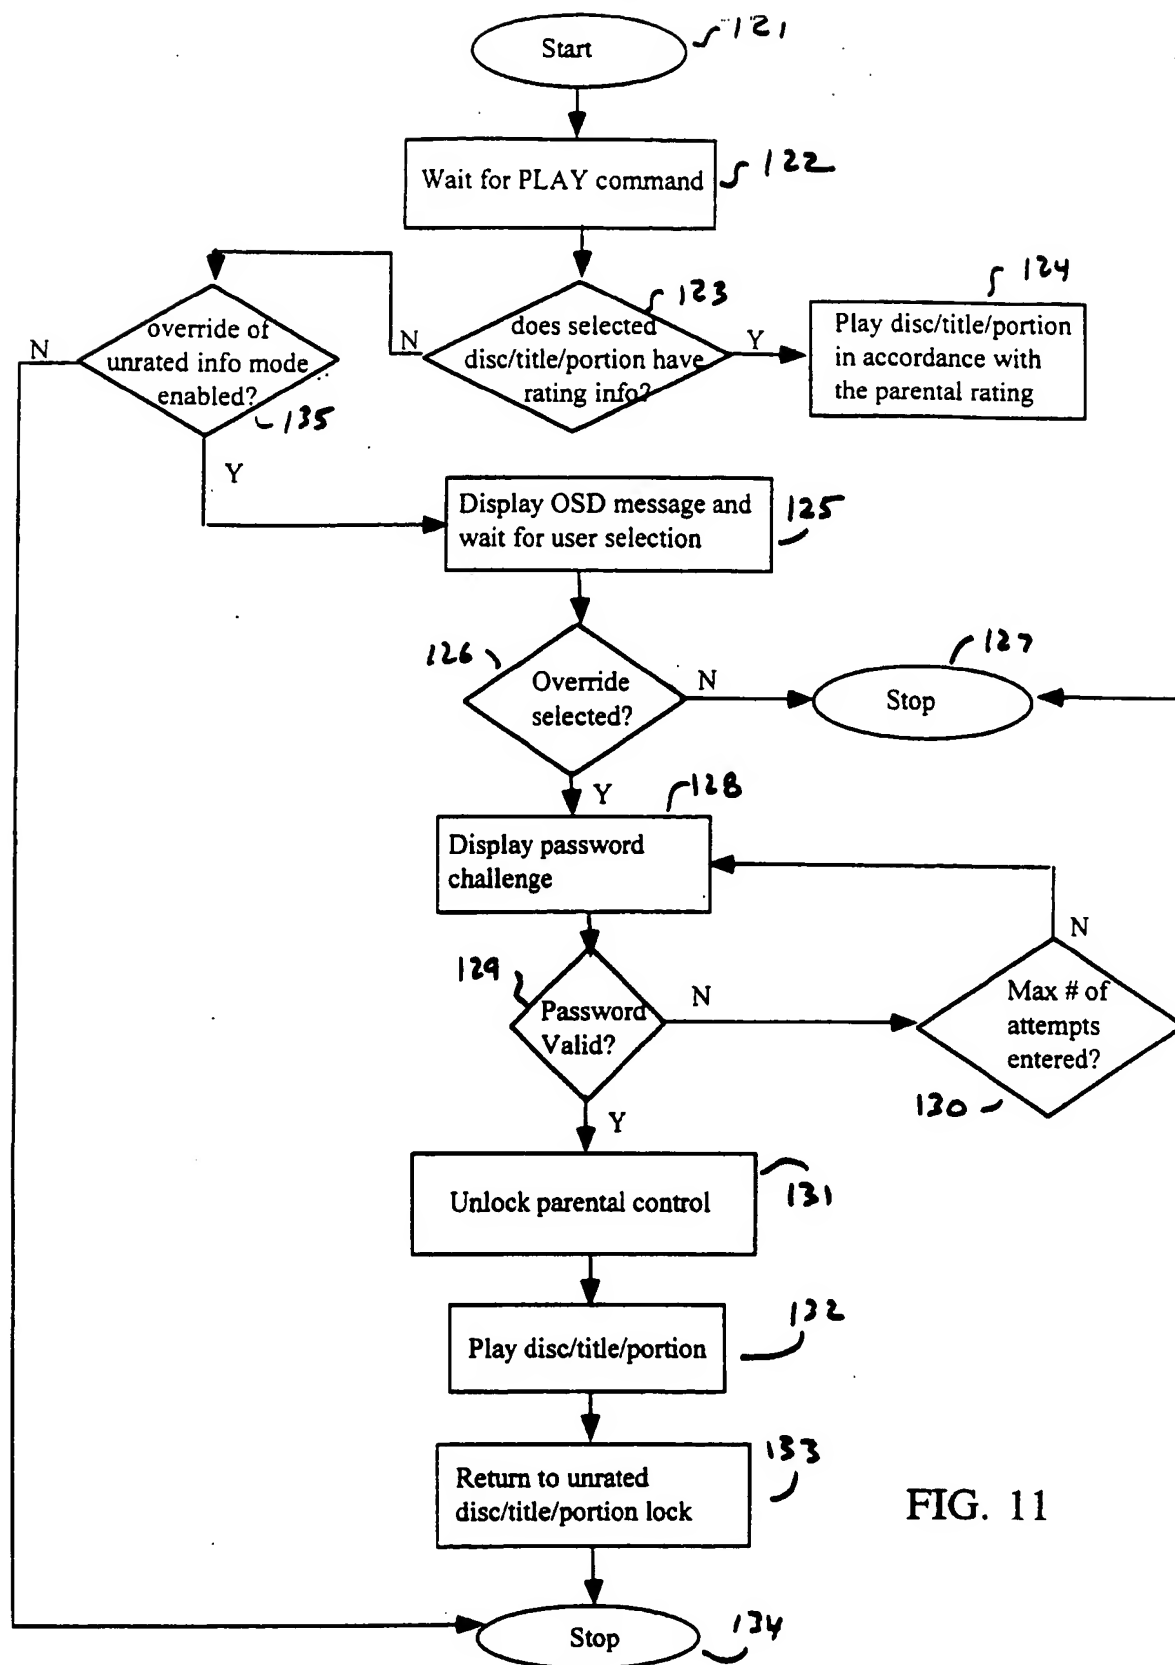 Start
121
Wait for PLAY command
122
override of
unrated info mode
enabled?
135
N
Y
does selected
disc/title/portion have
rating info?
123
N
Y
124
Play disc/title/portion
in accordance with
the parental rating
Display OSD message and
wait for user selection
125
126
Override
selected?
N
Y
127
Stop
128
Display password
challenge
129
Password
Valid?
N
Y
N
Max # of
attempts
entered?
130
Unlock parental control
131
Play disc/title/portion
132
Return to unrated
disc/title/portion lock
133
FIG. 11
Stop
134